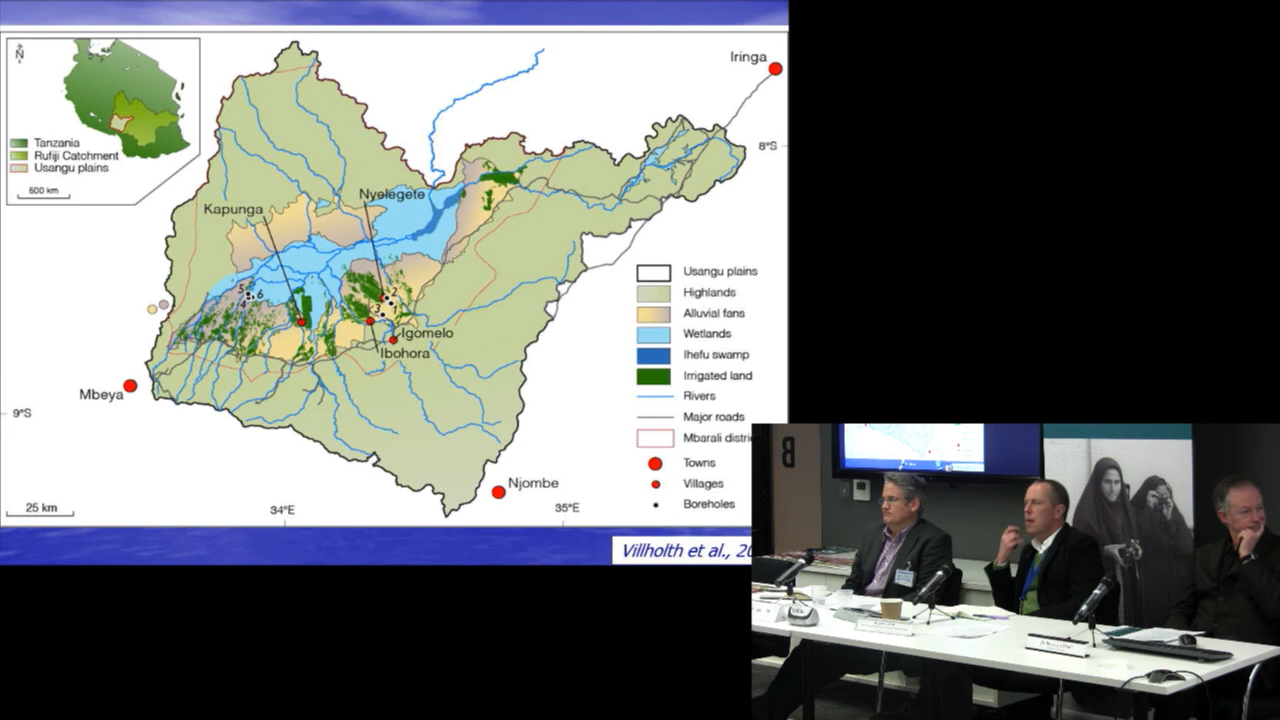 N
Tanzania
Rufiji Catchment
Usangu plains
500 km
Iringa
8°S
Nyelegete
Kapunga
5
6
4
2
3
1
Igomelo
Ibohora
Mbeya
9°S
Njombe
25 km
34°E
35°E
Usangu plains
Highlands
Alluvial fans
Wetlands
Ihefu swamp
Irrigated land
Rivers
Major roads
Mbarali
Towns
Villages
Boreholes
Villholth et al.,
B